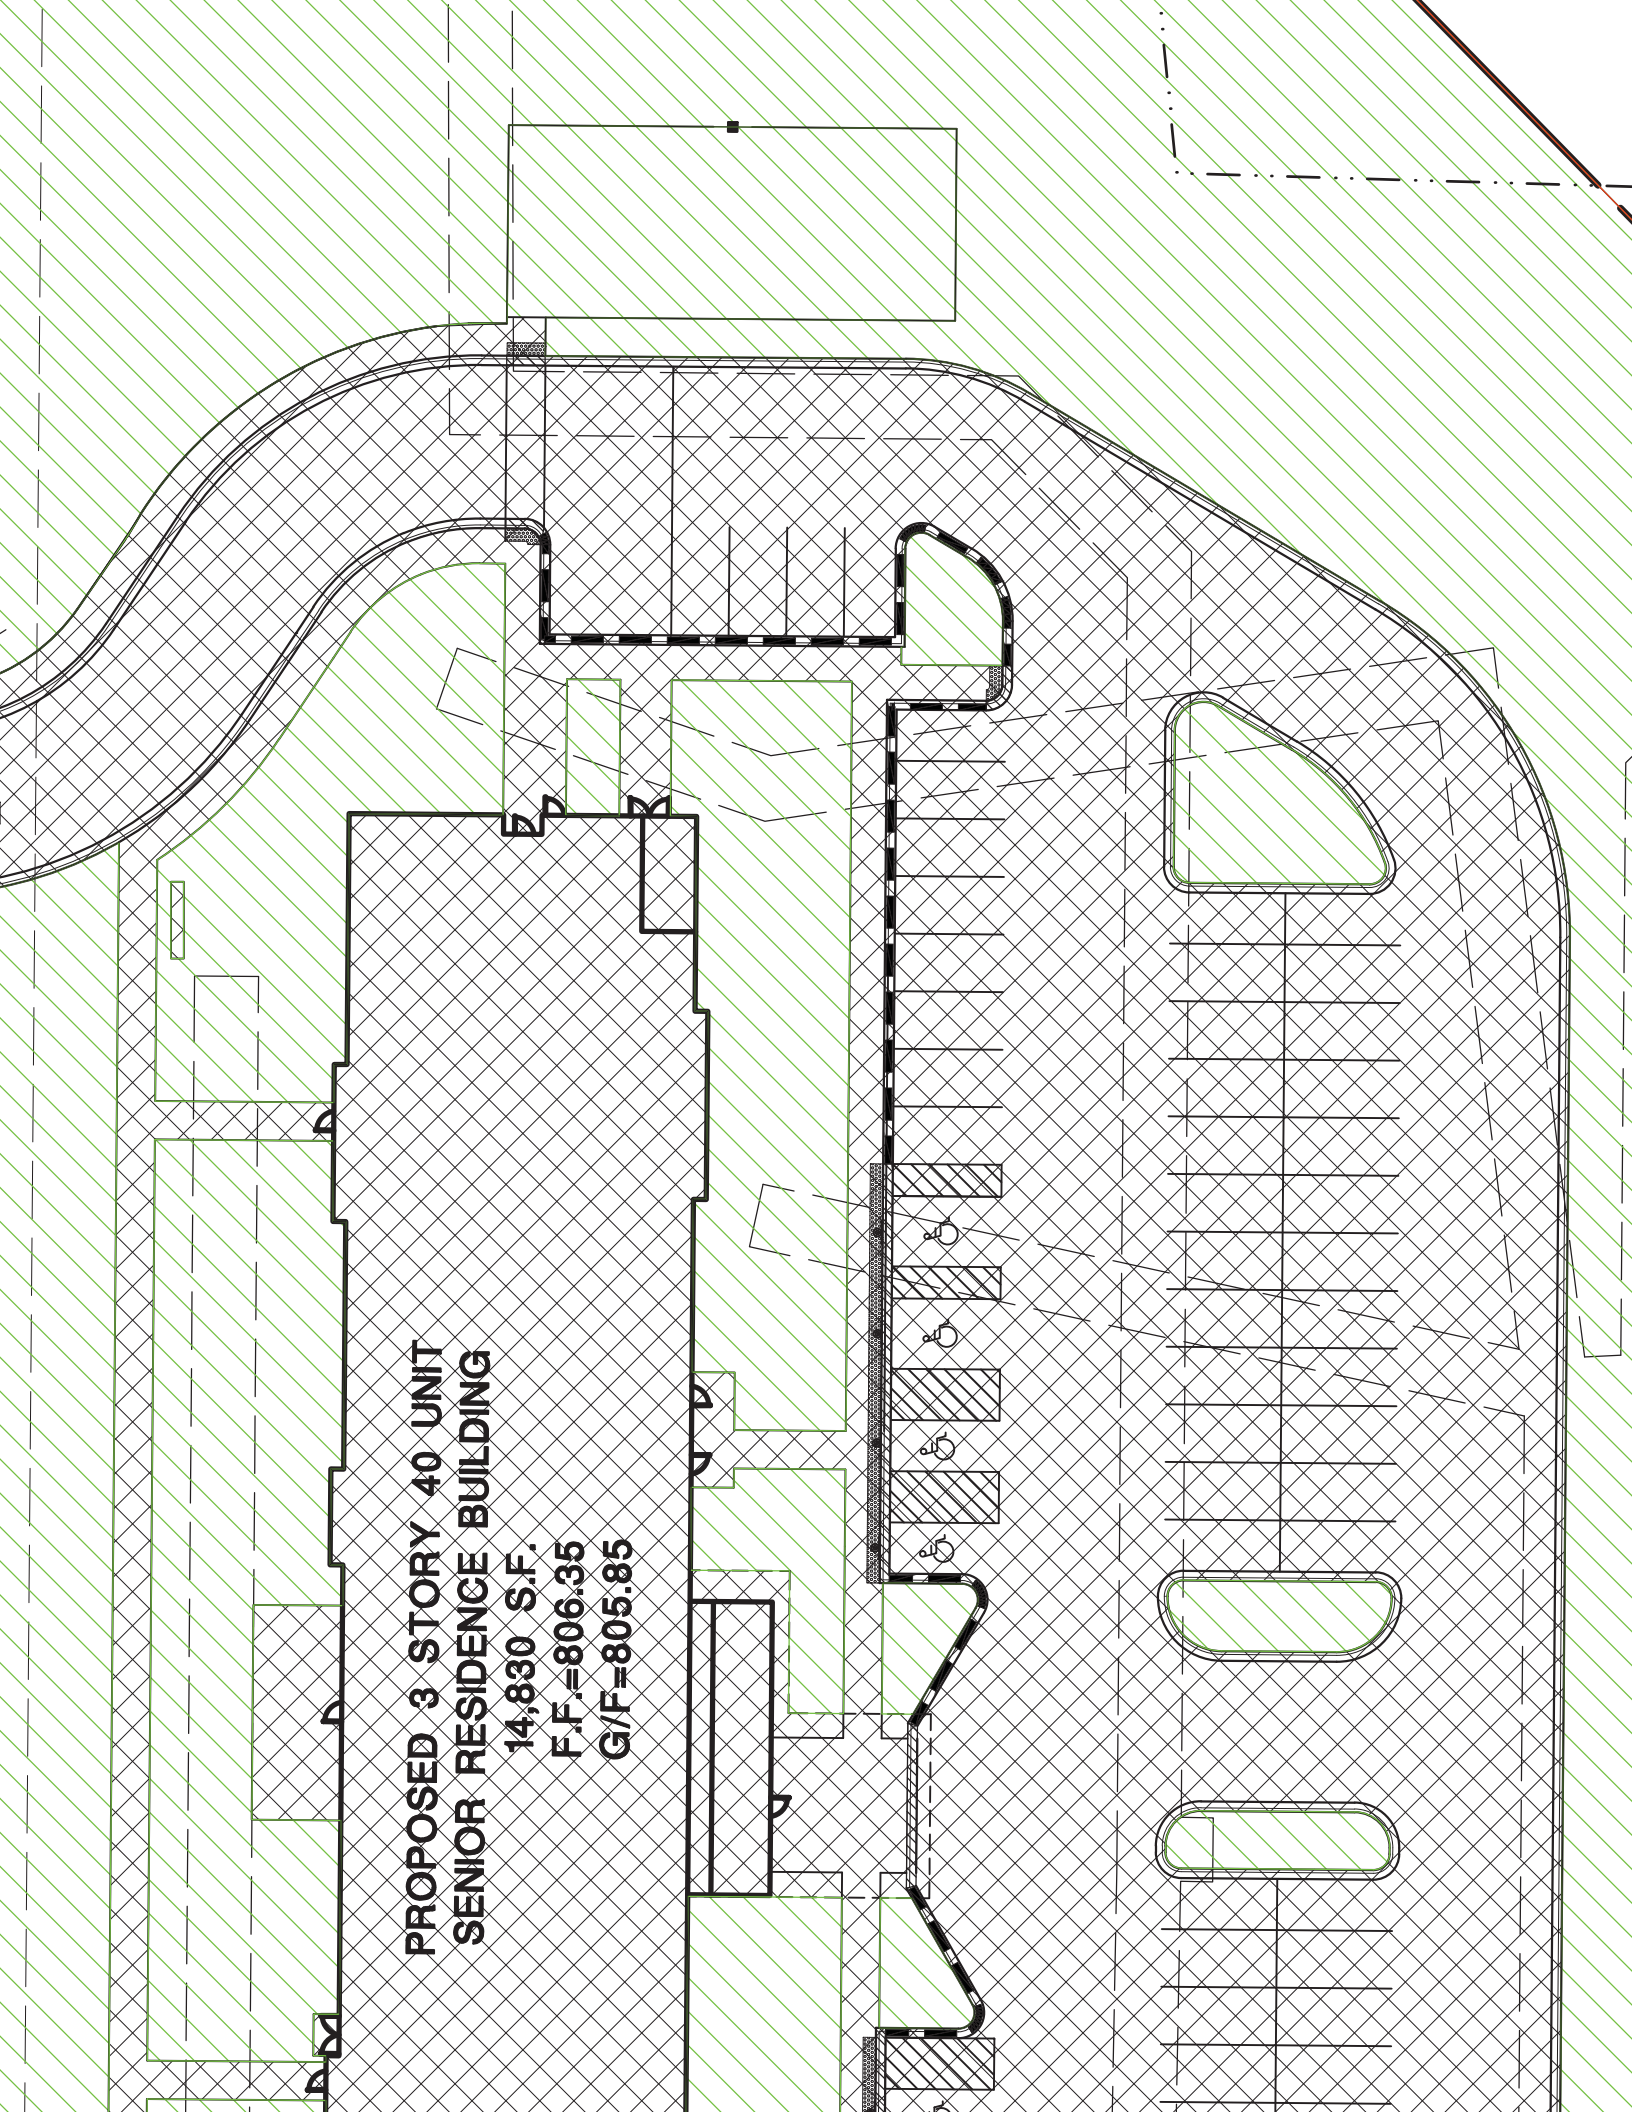 PROPOSED 3 STORY 40 UNIT
SENIOR RESIDENCE BUILDING
14,830 S.F.
F.F.=806.35
G/F=805.85